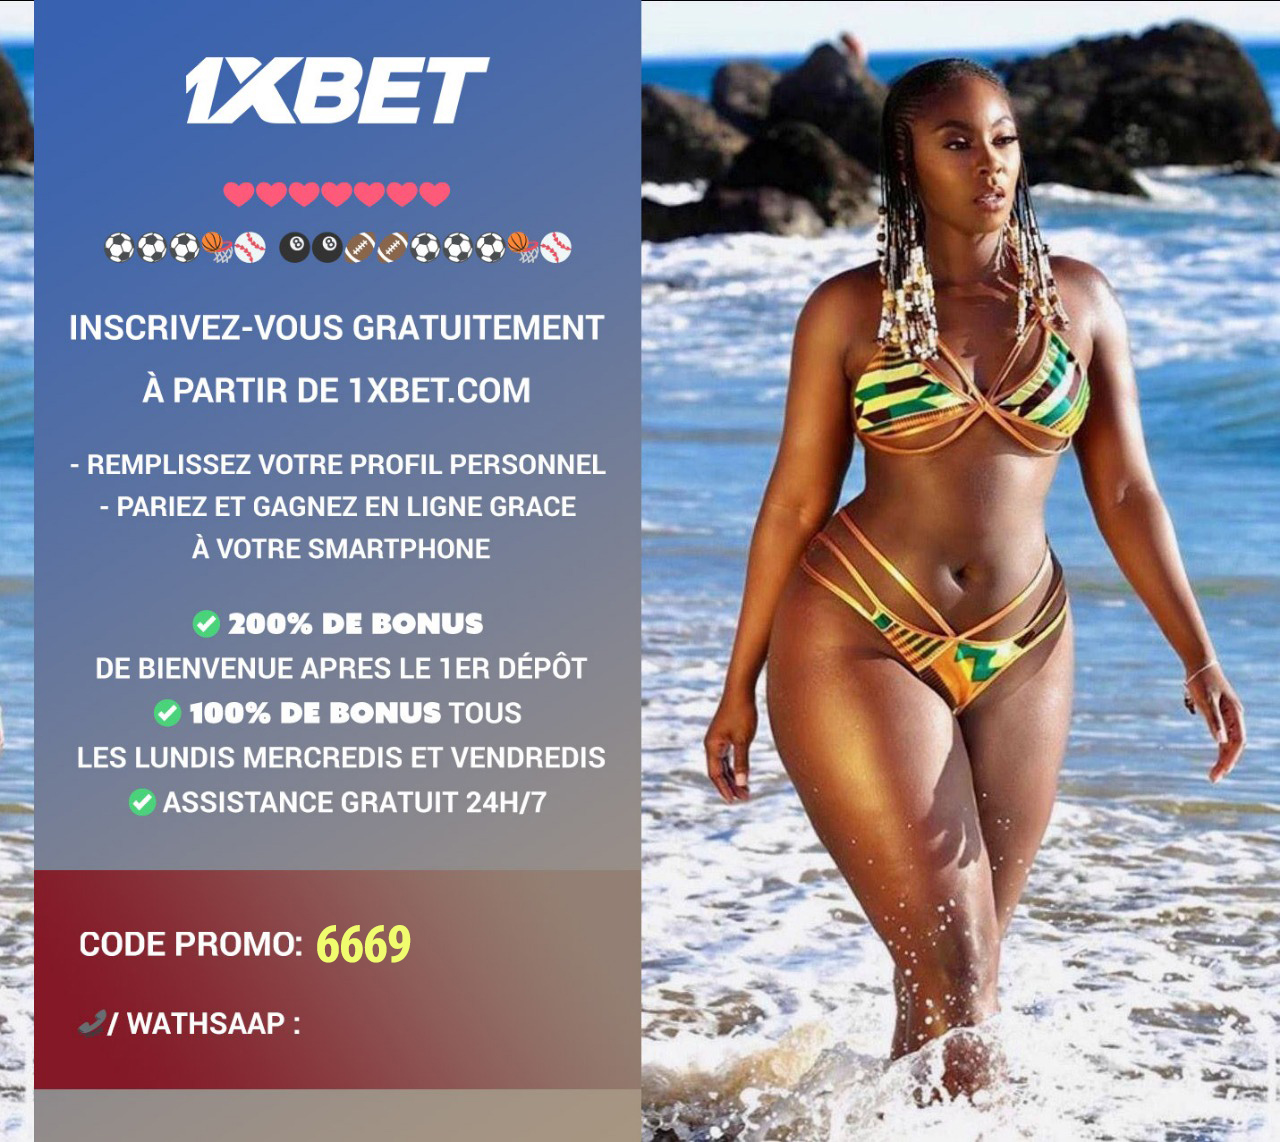 1XBET
INSCRIVEZ-VOUS GRATUITEMENT
À PARTIR DE 1XBET.COM
- REMPLISSEZ VOTRE PROFIL PERSONNEL
- PARIEZ ET GAGNEZ EN LIGNE GRACE
À VOTRE SMARTPHONE
200% DE BONUS
DE BIENVENUE APRES LE 1ER DÉPÔT
100% DE BONUS TOUS
LES LUNDIS MERCREDIS ET VENDREDIS
ASSISTANCE GRATUIT 24H/7
CODE PROMO: 6669
/ WATHSAAP :